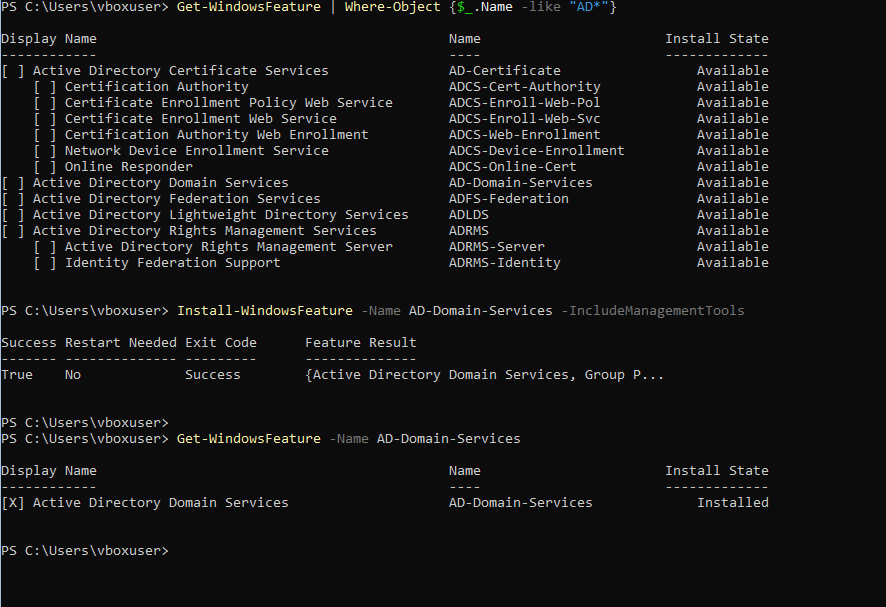 PS C:\Users\vboxuser> Get-WindowsFeature | Where-Object {$_.Name -like "AD*"}
Display Name Name Install State
------------ ---- -------------
[ ] Active Directory Certificate Services AD-Certificate Available
[ ] Certification Authority ADCS-Cert-Authority Available
[ ] Certificate Enrollment Policy Web Service ADCS-Enroll-Web-Pol Available
[ ] Certificate Enrollment Web Service ADCS-Enroll-Web-Svc Available
[ ] Certification Authority Web Enrollment ADCS-Web-Enrollment Available
[ ] Network Device Enrollment Service ADCS-Device-Enrollment Available
[ ] Online Responder ADCS-Online-Cert Available
[ ] Active Directory Domain Services AD-Domain-Services Available
[ ] Active Directory Federation Services ADFS-Federation Available
[ ] Active Directory Lightweight Directory Services ADLDS Available
[ ] Active Directory Rights Management Services ADRMS Available
[ ] Active Directory Rights Management Server ADRMS-Server Available
[ ] Identity Federation Support ADRMS-Identity Available
PS C:\Users\vboxuser> Install-WindowsFeature -Name AD-Domain-Services -IncludeManagementTools
Success Restart Needed Exit Code Feature Result
------- -------------- --------- --------------
True No Success {Active Directory Domain Services, Group P...
PS C:\Users\vboxuser>
PS C:\Users\vboxuser> Get-WindowsFeature -Name AD-Domain-Services
Display Name Name Install State
------------ ---- -------------
[X] Active Directory Domain Services AD-Domain-Services Installed
PS C:\Users\vboxuser>